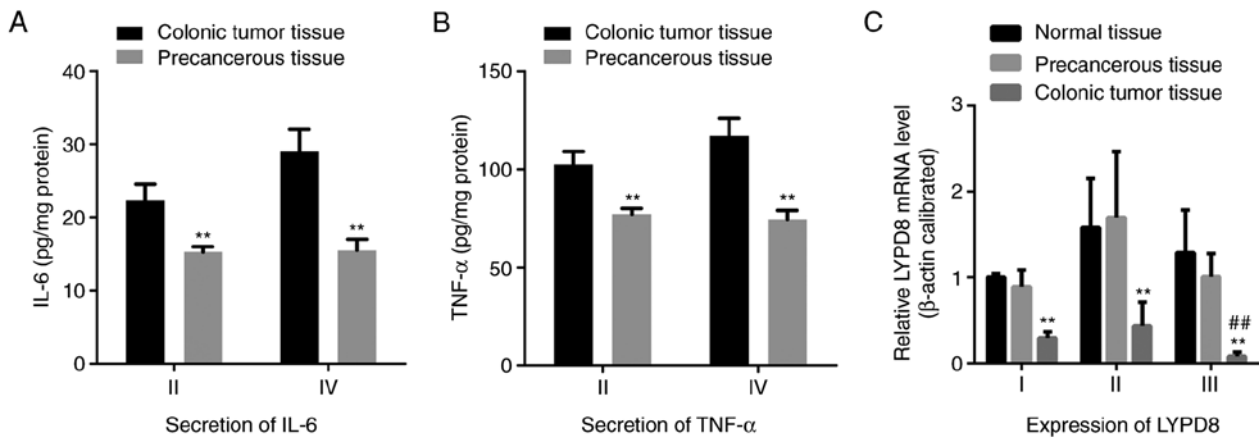 A
Colonic tumor tissue
Precancerous tissue
IL-6 (pg/mg protein)
40
30
20
10
0
**
**
II
IV
Secretion of IL-6
B
Colonic tumor tissue
Precancerous tissue
TNF-α (pg/mg protein)
150
100
50
0
**
**
II
IV
Secretion of TNF-α
C
Normal tissue
Precancerous tissue
Colonic tumor tissue
Relative LYPD8 mRNA level
(β-actin calibrated)
3
2
1
0
**
**
##
**
I
II
III
Expression of LYPD8